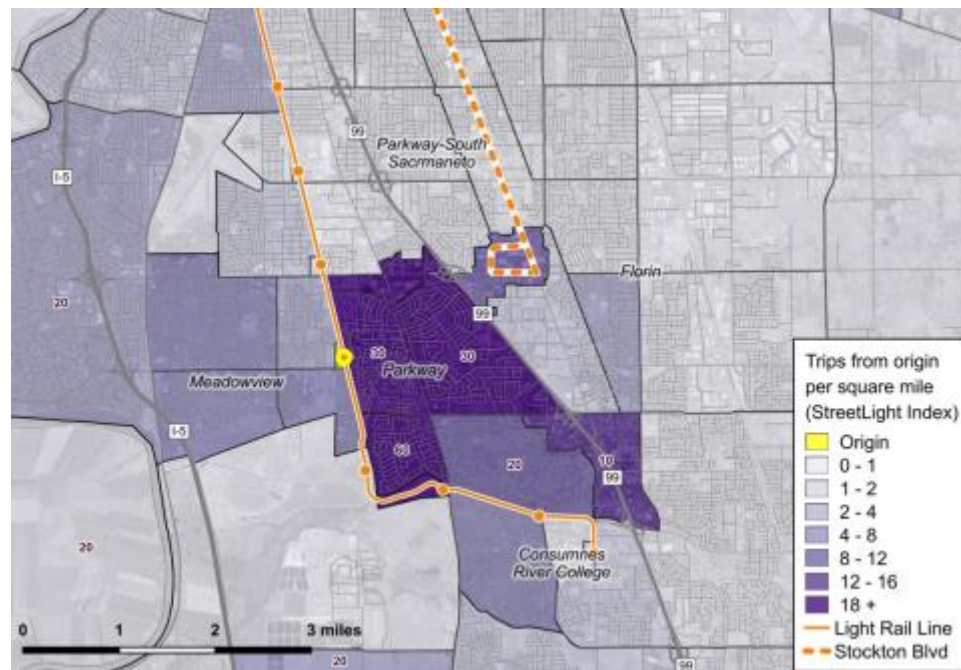 99
Parkway-South
Sacrmaneto
I-5
Florin
20
99
30
30
Parkway
Meadowview
I-5
60
20
10
99
20
Consumnes
River College
20
99
0 1 2 3 miles
Trips from origin
per square mile
(StreetLight Index)
Origin
0 - 1
1 - 2
2 - 4
4 - 8
8 - 12
12 - 16
18 +
Light Rail Line
Stockton Blvd